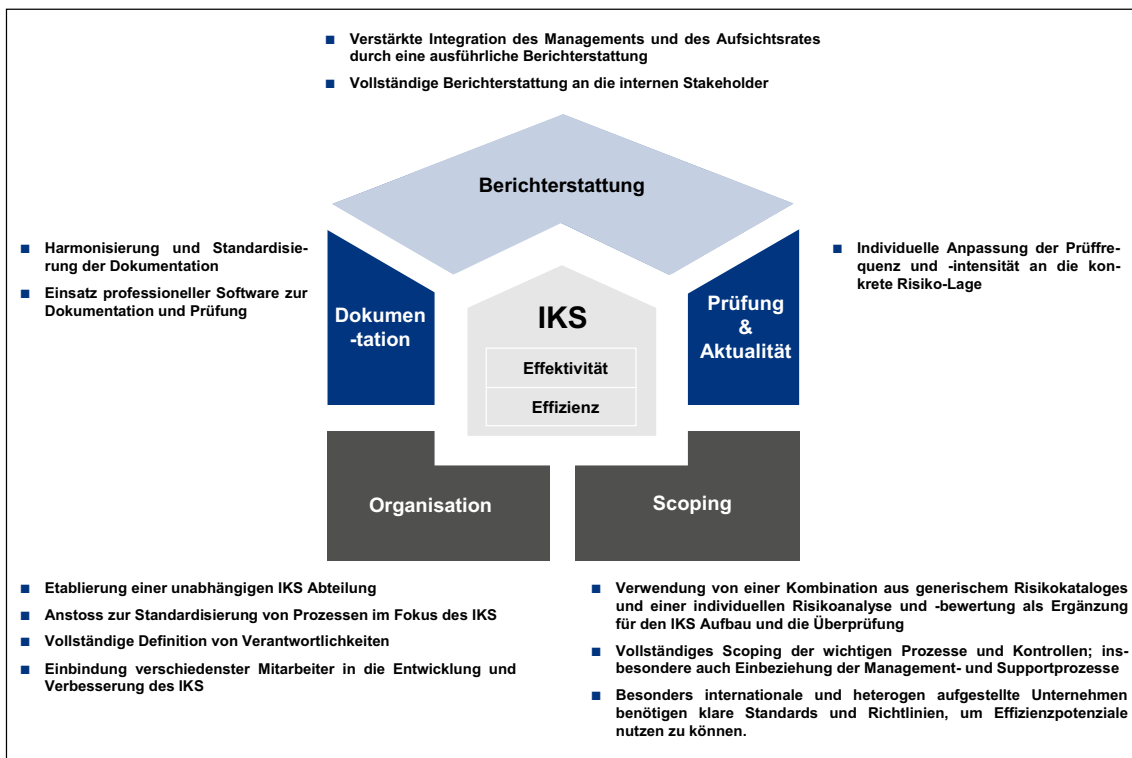 Verstärkte Integration des Managements und des Aufsichtsrates
durch eine ausführliche Berichterstattung
Vollständige Berichterstattung an die internen Stakeholder
Berichterstattung
Harmonisierung und Standardisie-
rung der Dokumentation
Einsatz professioneller Software zur
Dokumentation und Prüfung
Dokumen
-tation
IKS
Effektivität
Effizienz
Prüfung
&
Aktualität
Individuelle Anpassung der Prüffre-
quenz und -intensität an die kon-
krete Risiko-Lage
Organisation
Scoping
Etablierung einer unabhängigen IKS Abteilung
Anstoss zur Standardisierung von Prozessen im Fokus des IKS
Vollständige Definition von Verantwortlichkeiten
Einbindung verschiedenster Mitarbeiter in die Entwicklung und
Verbesserung des IKS
Verwendung von einer Kombination aus generischem Risikokataloges
und einer individuellen Risikoanalyse und -bewertung als Ergänzung
für den IKS Aufbau und die Überprüfung
Vollständiges Scoping der wichtigen Prozesse und Kontrollen; ins-
besondere auch Einbeziehung der Management- und Supportprozesse
Besonders internationale und heterogen aufgestellte Unternehmen
benötigen klare Standards und Richtlinien, um Effizienzpotenziale
nutzen zu können.